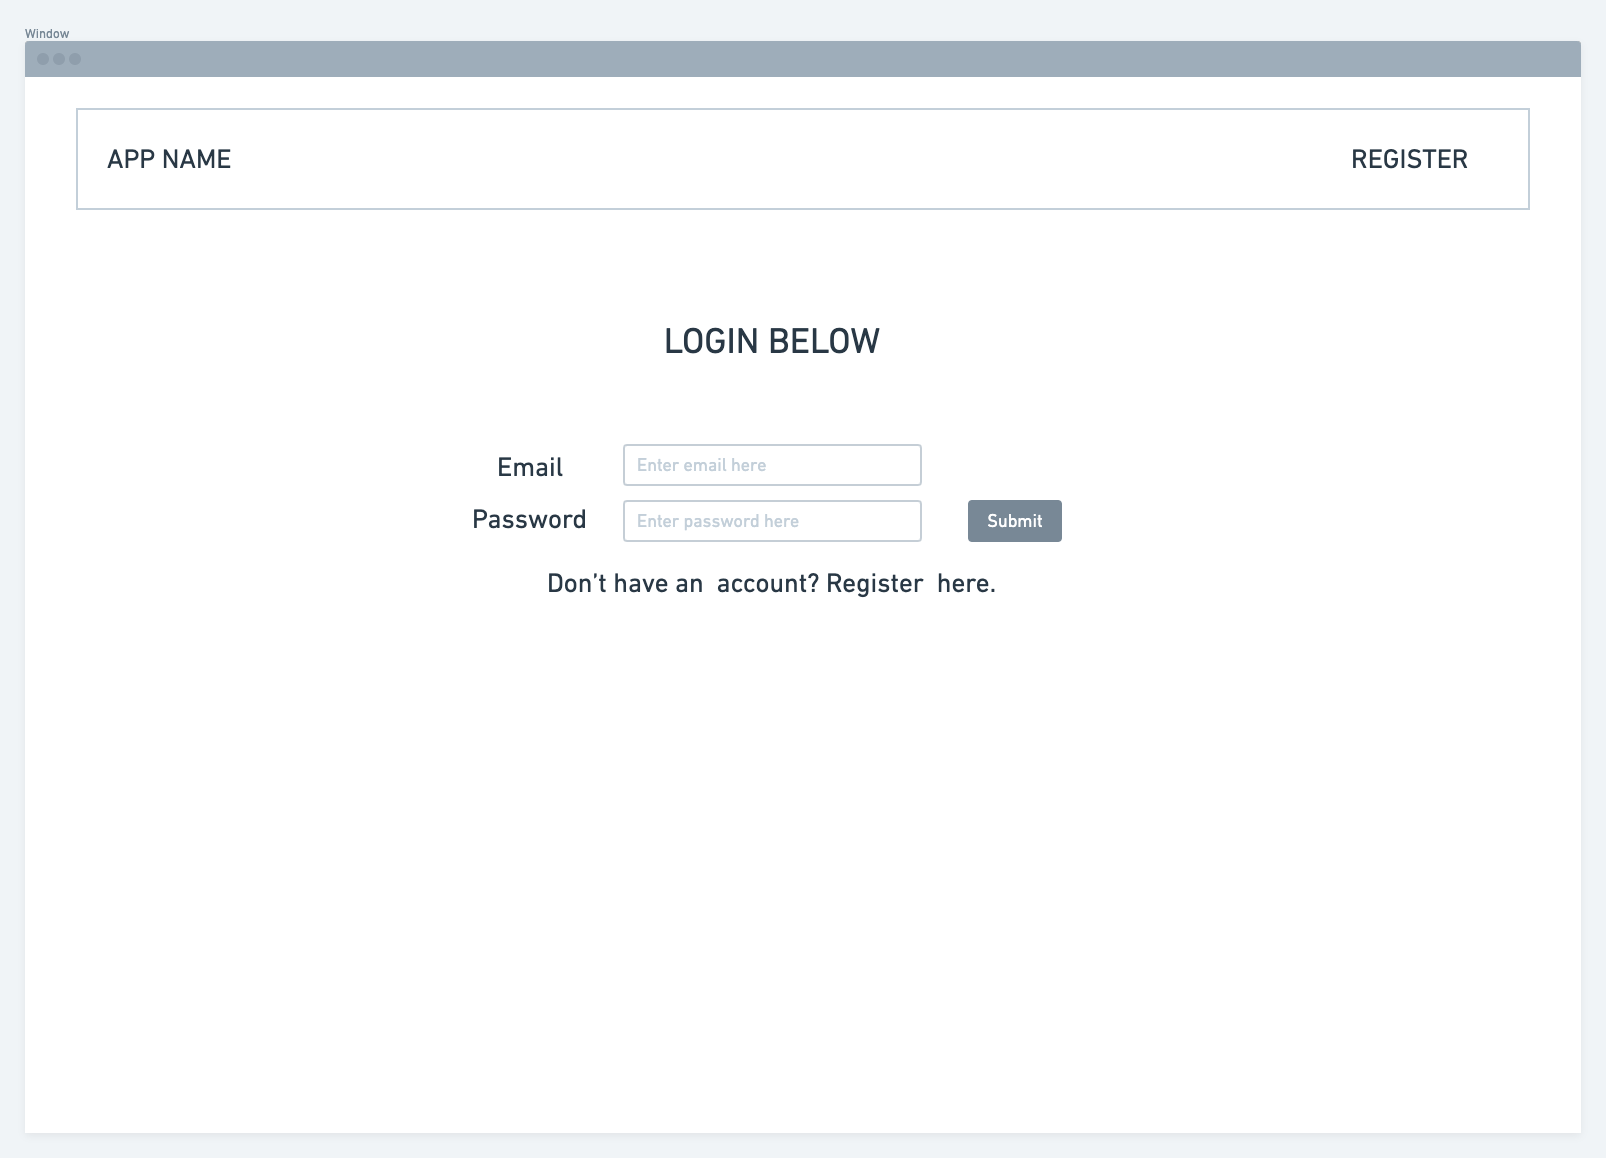 Window
APP NAME
REGISTER
LOGIN BELOW
Email
Enter email here
Password
Enter password here
Submit
Don't have an  account? Register  here.